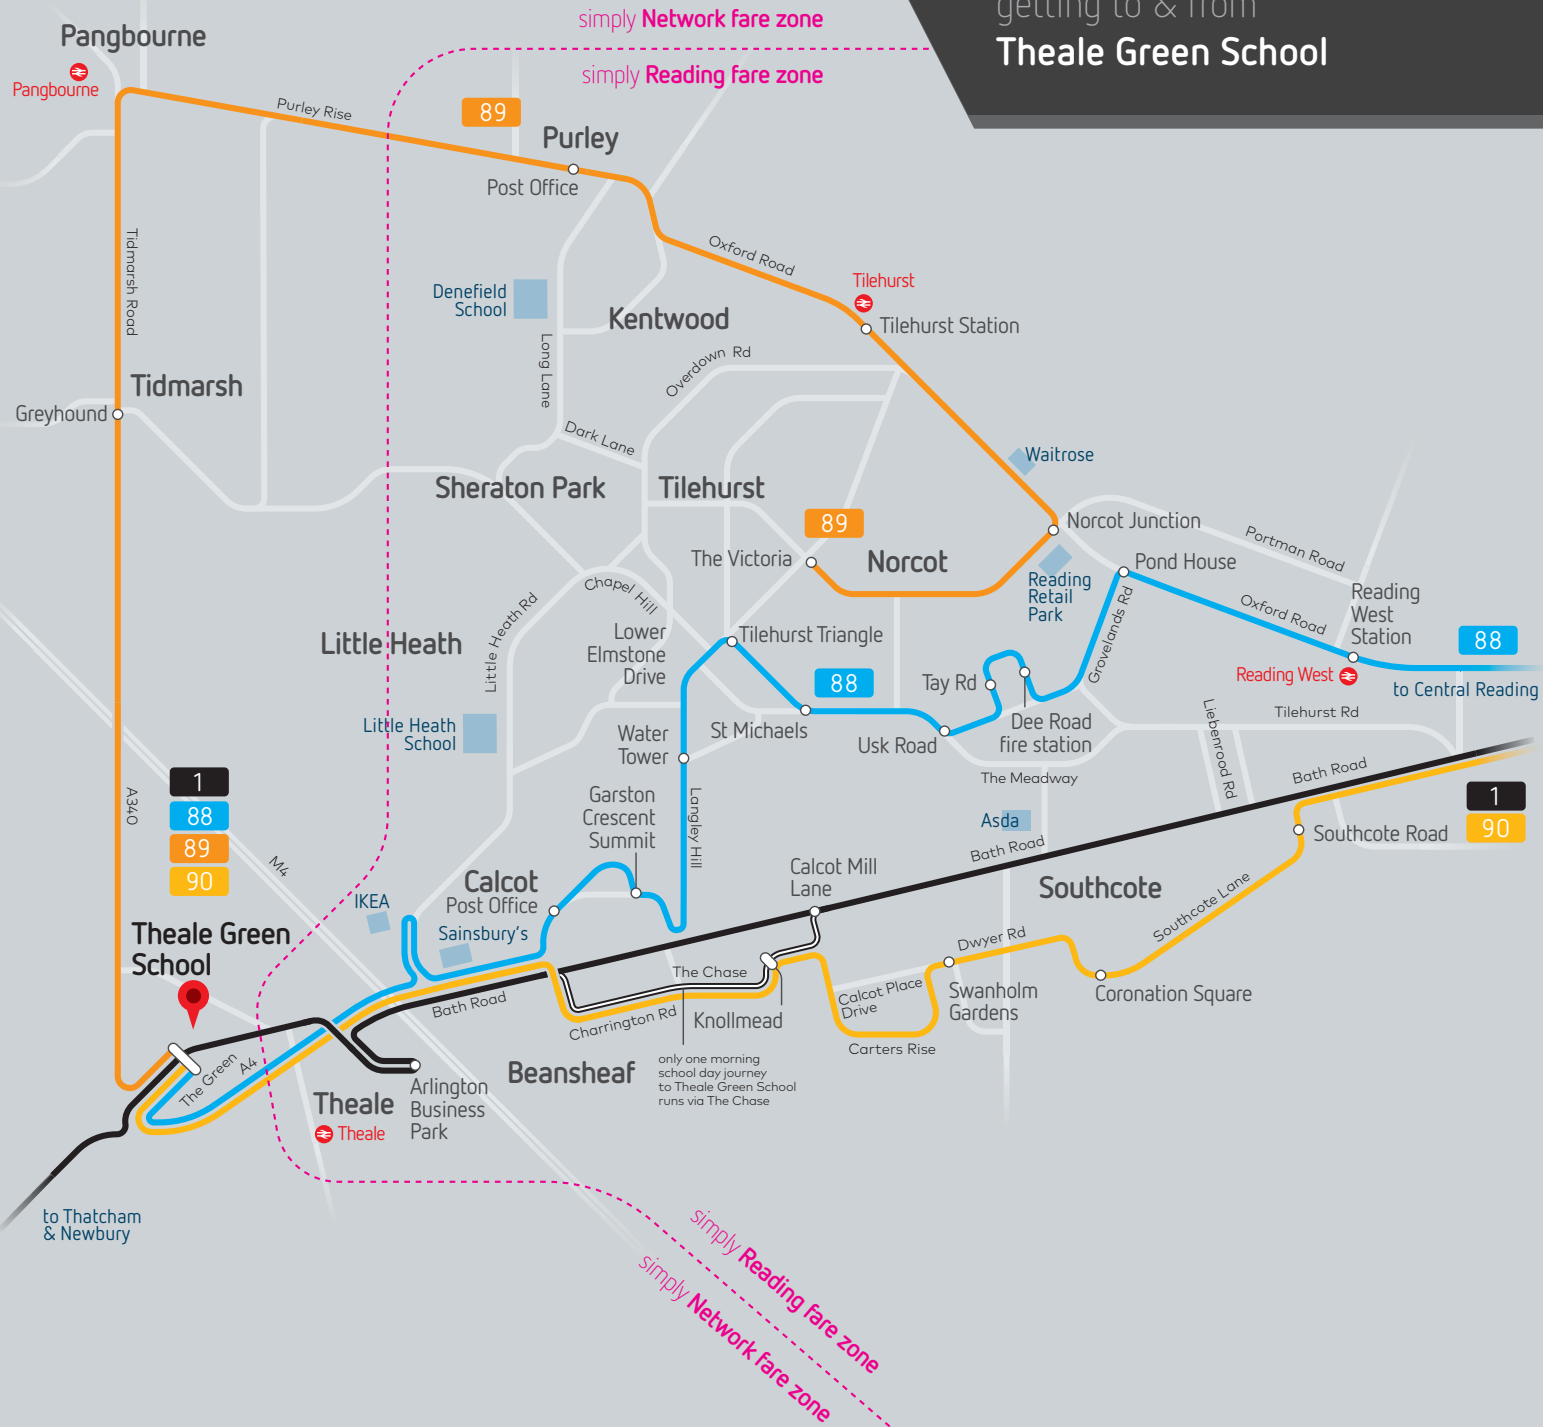 getting to & from
Theale Green School
simply Network fare zone
simply Reading fare zone
Pangbourne
Pangbourne
Purley Rise
89
Purley
Post Office
Tidmarsh Road
Oxford Road
Tilehurst
Tilehurst Station
Denefield
School
Kentwood
Long Lane
Overdown Rd
Tidmarsh
Greyhound
Dark Lane
Waitrose
Sheraton Park
Tilehurst
89
Norcot Junction
Portman Road
The Victoria
Norcot
Pond House
Reading
Retail
Park
Reading
West
Station
Chapel Hill
Little Heath Rd
Grovelands Rd
Oxford Road
Little Heath
Lower
Elmstone
Drive
Tilehurst Triangle
88
88
Tay Rd
Reading West
to Central Reading
Little Heath
School
Water
Tower
St Michaels
Usk Road
Dee Road
fire station
Liebenrood Rd
Tilehurst Rd
The Meadway
Bath Road
A340
1
88
89
90
M4
Garston
Crescent
Summit
Langley Hill
Asda
Bath Road
1
90
Southcote Road
Calcot Mill
Lane
Southcote
Calcot
Post Office
IKEA
Sainsbury's
Southcote Lane
Dwyer Rd
Theale Green
School
The Chase
Bath Road
Charrington Rd
Knollmead
Calcot Place
Drive
Swanholm
Gardens
Coronation Square
Carters Rise
The Green
A4
Beansheaf
only one morning
school day journey
to Theale Green School
runs via The Chase
Theale
Theale
Arlington
Business
Park
to Thatcham
& Newbury
simply Reading fare zone
simply Network fare zone